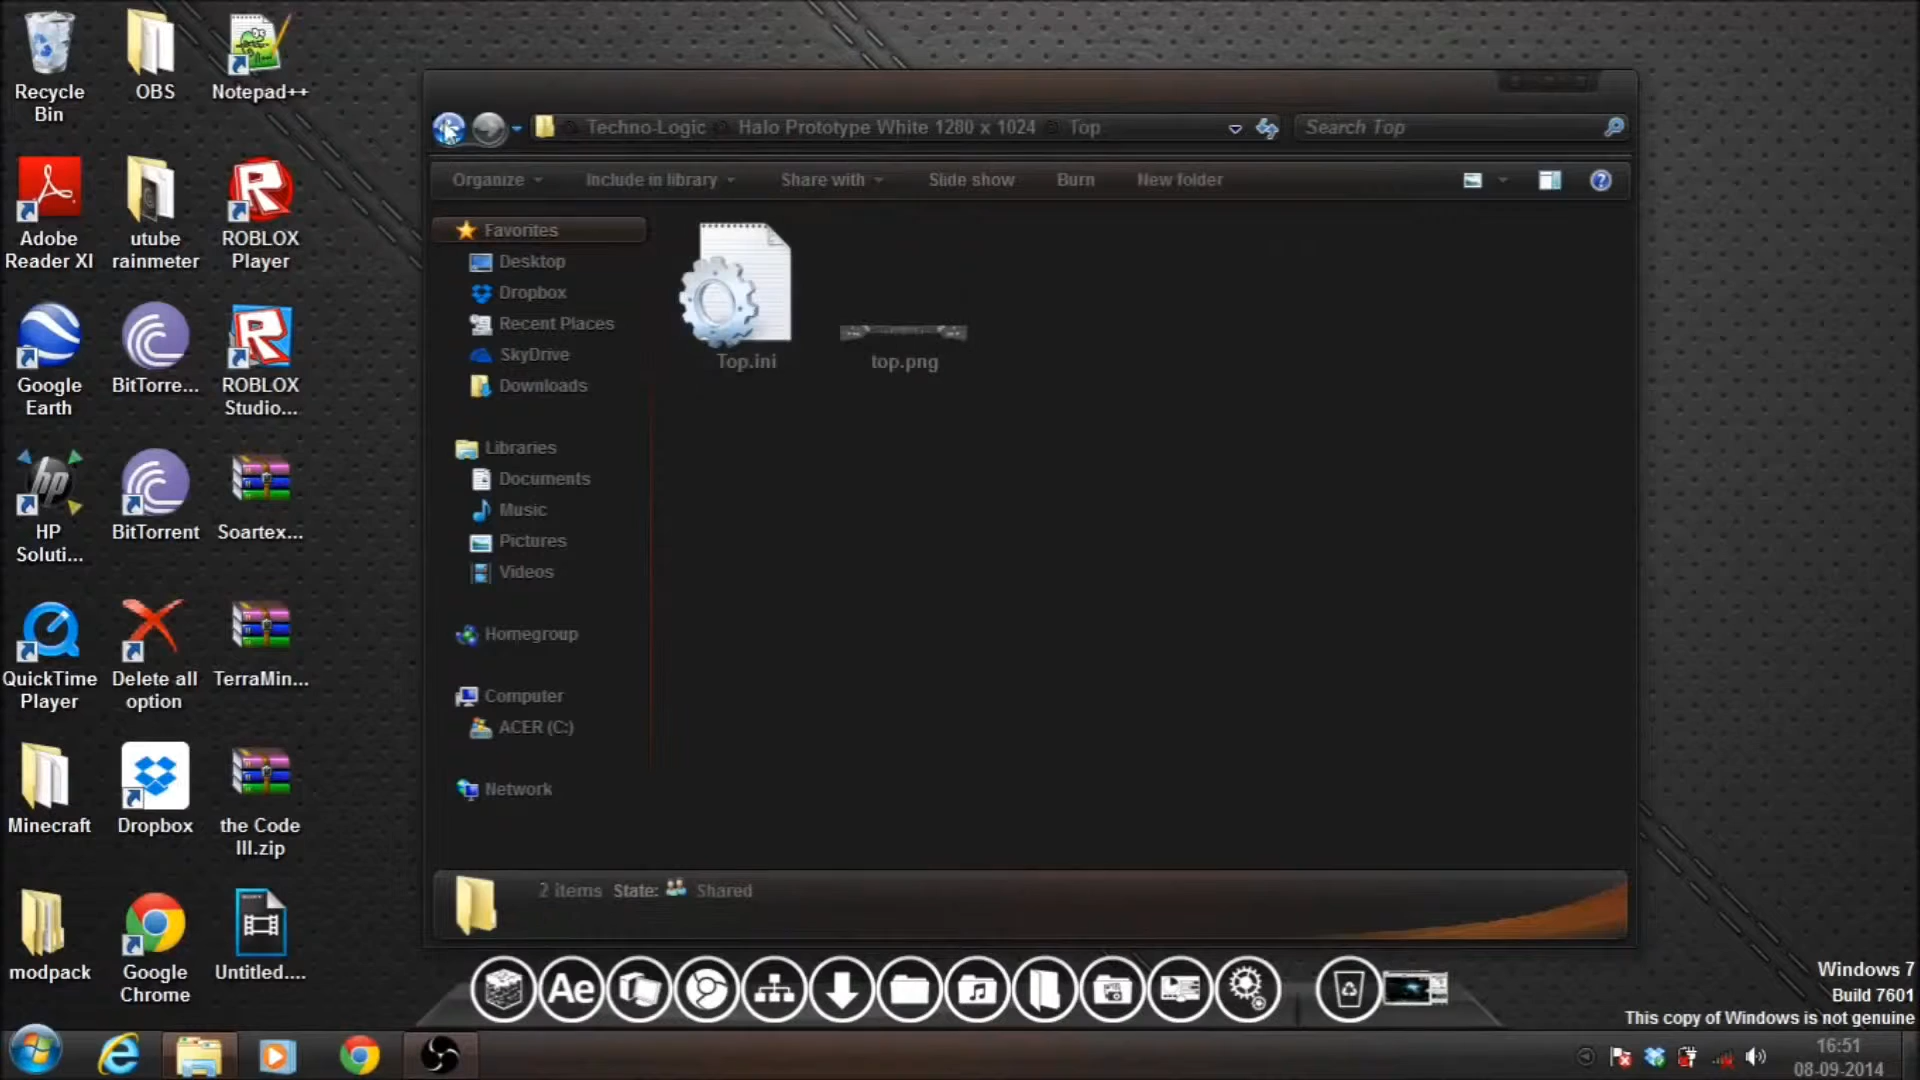 Recycle
Bin
OBS
Notepad++
Adobe
Reader XI
utube
rainmeter
ROBLOX
Player
Google
Earth
BitTorre...
ROBLOX
Studio...
HP
Soluti...
BitTorrent
Soartex...
QuickTime
Player
Delete all
option
TerraMin...
Minecraft
Dropbox
the Code
III.zip
modpack
Google
Chrome
Untitled....
Techno-Logic Halo Prototype White 1280 x 1024 Top
Search Top
Organize Include in library Share with Slide show Burn New folder
Favorites
Desktop
Dropbox
Recent Places
SkyDrive
Downloads
Libraries
Documents
Music
Pictures
Videos
Homegroup
Computer
ACER (C:)
Network
Top.ini
top.png
2 items State: Shared
Ae
Windows 7
Build 7601
This copy of Windows is not genuine
16:51
08-09-2014